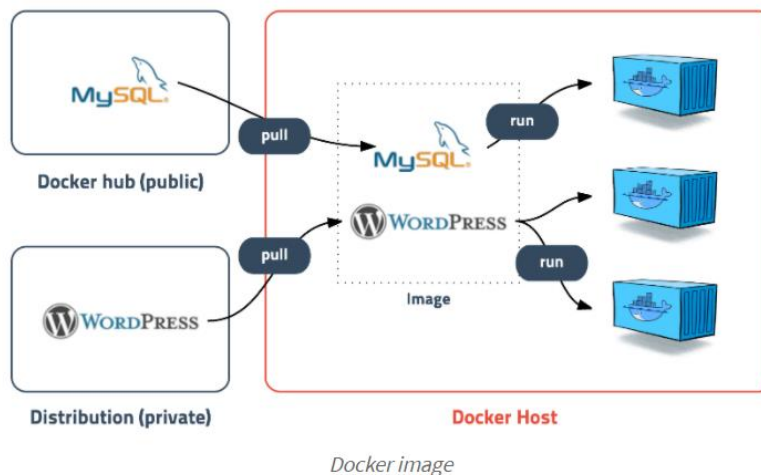 MySQL®
Docker hub (public)
pull
MySQL®
run
WORDPRESS
Distribution (private)
pull
WORDPRESS
run
Image
Docker Host
Docker image